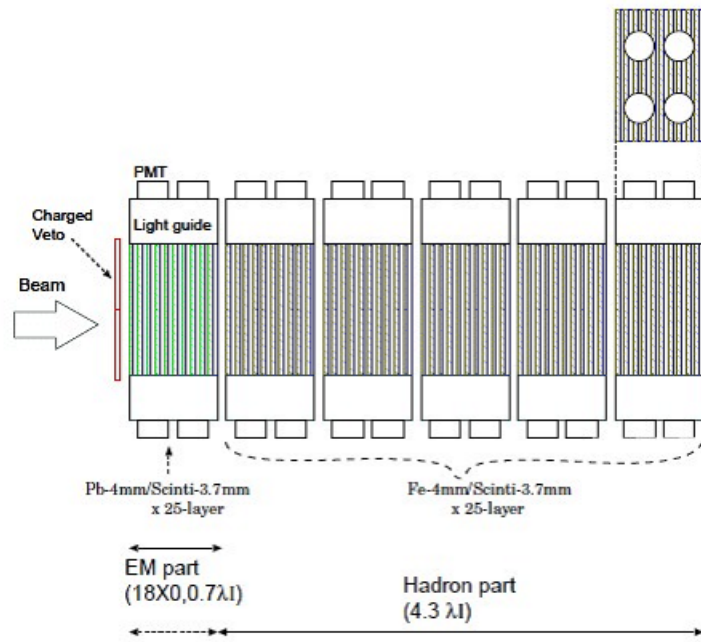 PMT
Charged
Veto
Light guide
Beam
Pb-4mm/Scinti-3.7mm
x 25-layer
Fe-4mm/Scinti-3.7mm
x 25-layer
EM part
(18X0,0.7λI)
Hadron part
(4.3 λI)